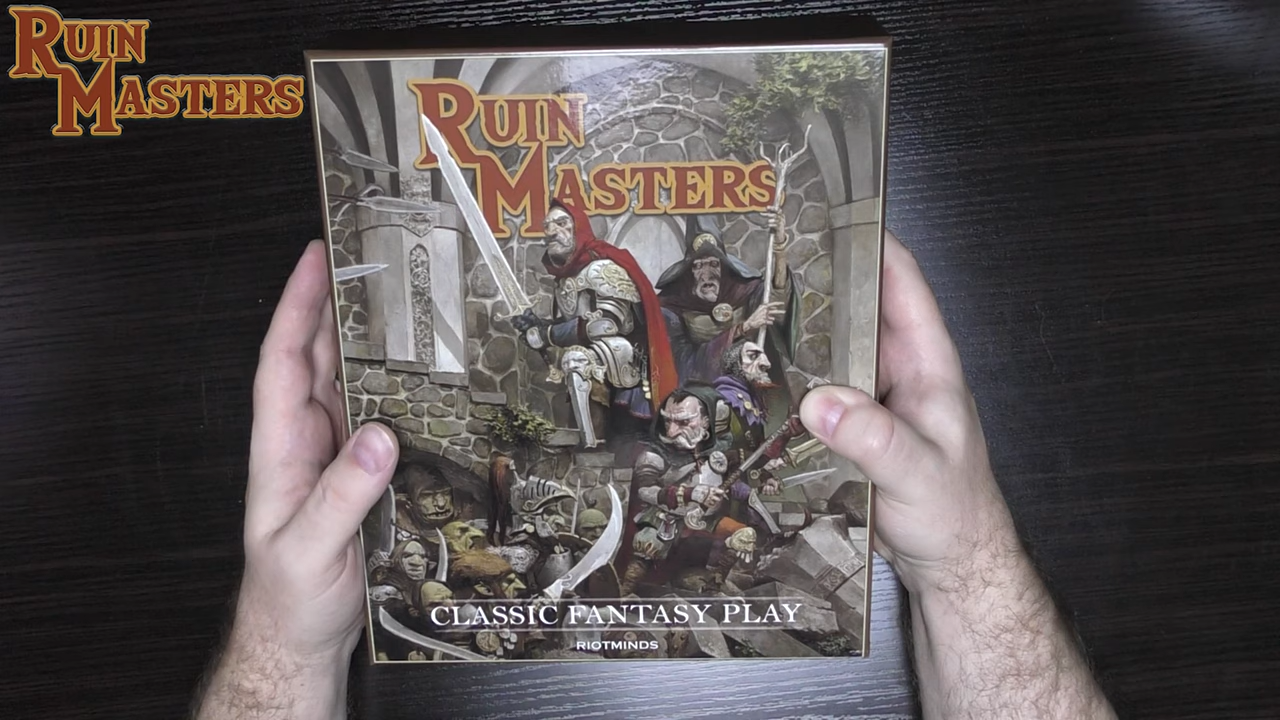 RUIN
MASTERS
RUIN
MASTERS
CLASSIC FANTASY PLAY
RIOTMINDS